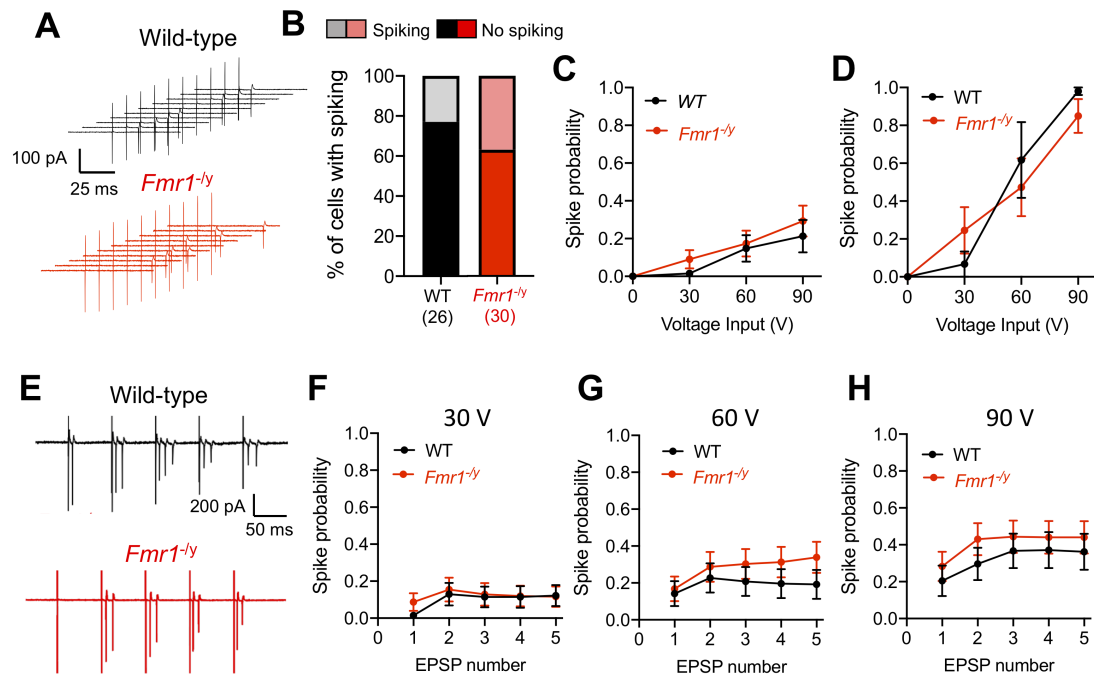 A
Wild-type
100 pA
25 ms
Fmr1-/y
B
Spiking
No spiking
% of cells with spiking
100
80
60
40
20
0
WT
(26)
Fmr1-/y
(30)
C
Spike probability
1.0
0.8
0.6
0.4
0.2
0.0
WT
Fmr1-/y
0 30 60 90
Voltage Input (V)
D
Spike probability
1.0
0.8
0.6
0.4
0.2
0.0
WT
Fmr1-/y
0 30 60 90
Voltage Input (V)
E
Wild-type
200 pA
50 ms
Fmr1-/y
F
30 V
Spike probability
1.0
0.8
0.6
0.4
0.2
0.0
WT
Fmr1-/y
0 1 2 3 4 5
EPSP number
G
60 V
Spike probability
1.0
0.8
0.6
0.4
0.2
0.0
WT
Fmr1-/y
0 1 2 3 4 5
EPSP number
H
90 V
Spike probability
1.0
0.8
0.6
0.4
0.2
0.0
WT
Fmr1-/y
0 1 2 3 4 5
EPSP number